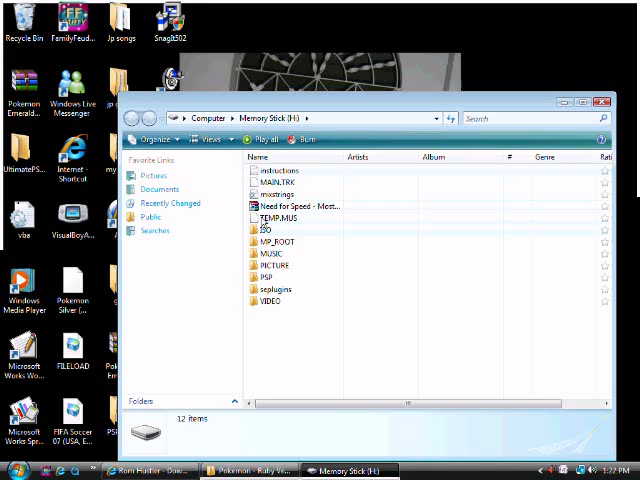 Recycle Bin
FamilyFeud...
Jp songs
SnagIt502
Pokemon Emerald...
Windows Live Messenger
jp g
UltimatePS...
Internet - Shortcut
vba
VisualBoyA...
Windows Media Player
Pokemon Silver (...
Microsoft Works Wo...
FILELOAD
Microsoft Works Spr...
FIFA Soccer 07 (USA, E...
Computer
Memory Stick (H:)
Search
Organize
Views
Play all
Burn
Favorite Links
Pictures
Documents
Recently Changed
Public
Searches
Folders
Name
Artists
Album
#
Genre
Rati
instructions
MAIN.TRK
mixstrings
Need for Speed - Most...
TEMP.MUS
ISO
MP_ROOT
MUSIC
PICTURE
PSP
seplugins
VIDEO
12 items
Rom Hustler - Dow...
Pokemon - Ruby Ve...
Memory Stick (H:)
1:22 PM